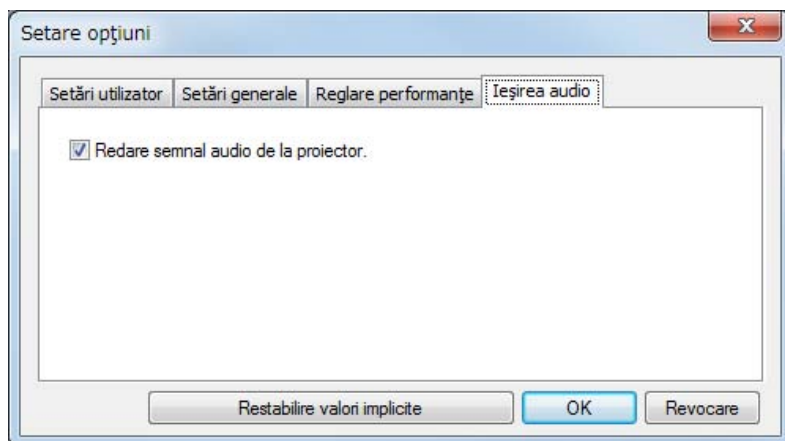 Setare opţiuni
Setări utilizator Setări generale Reglare performanţe Ieşirea audio
Redare semnal audio de la proiector.
Restabilire valori implicite OK Revocare